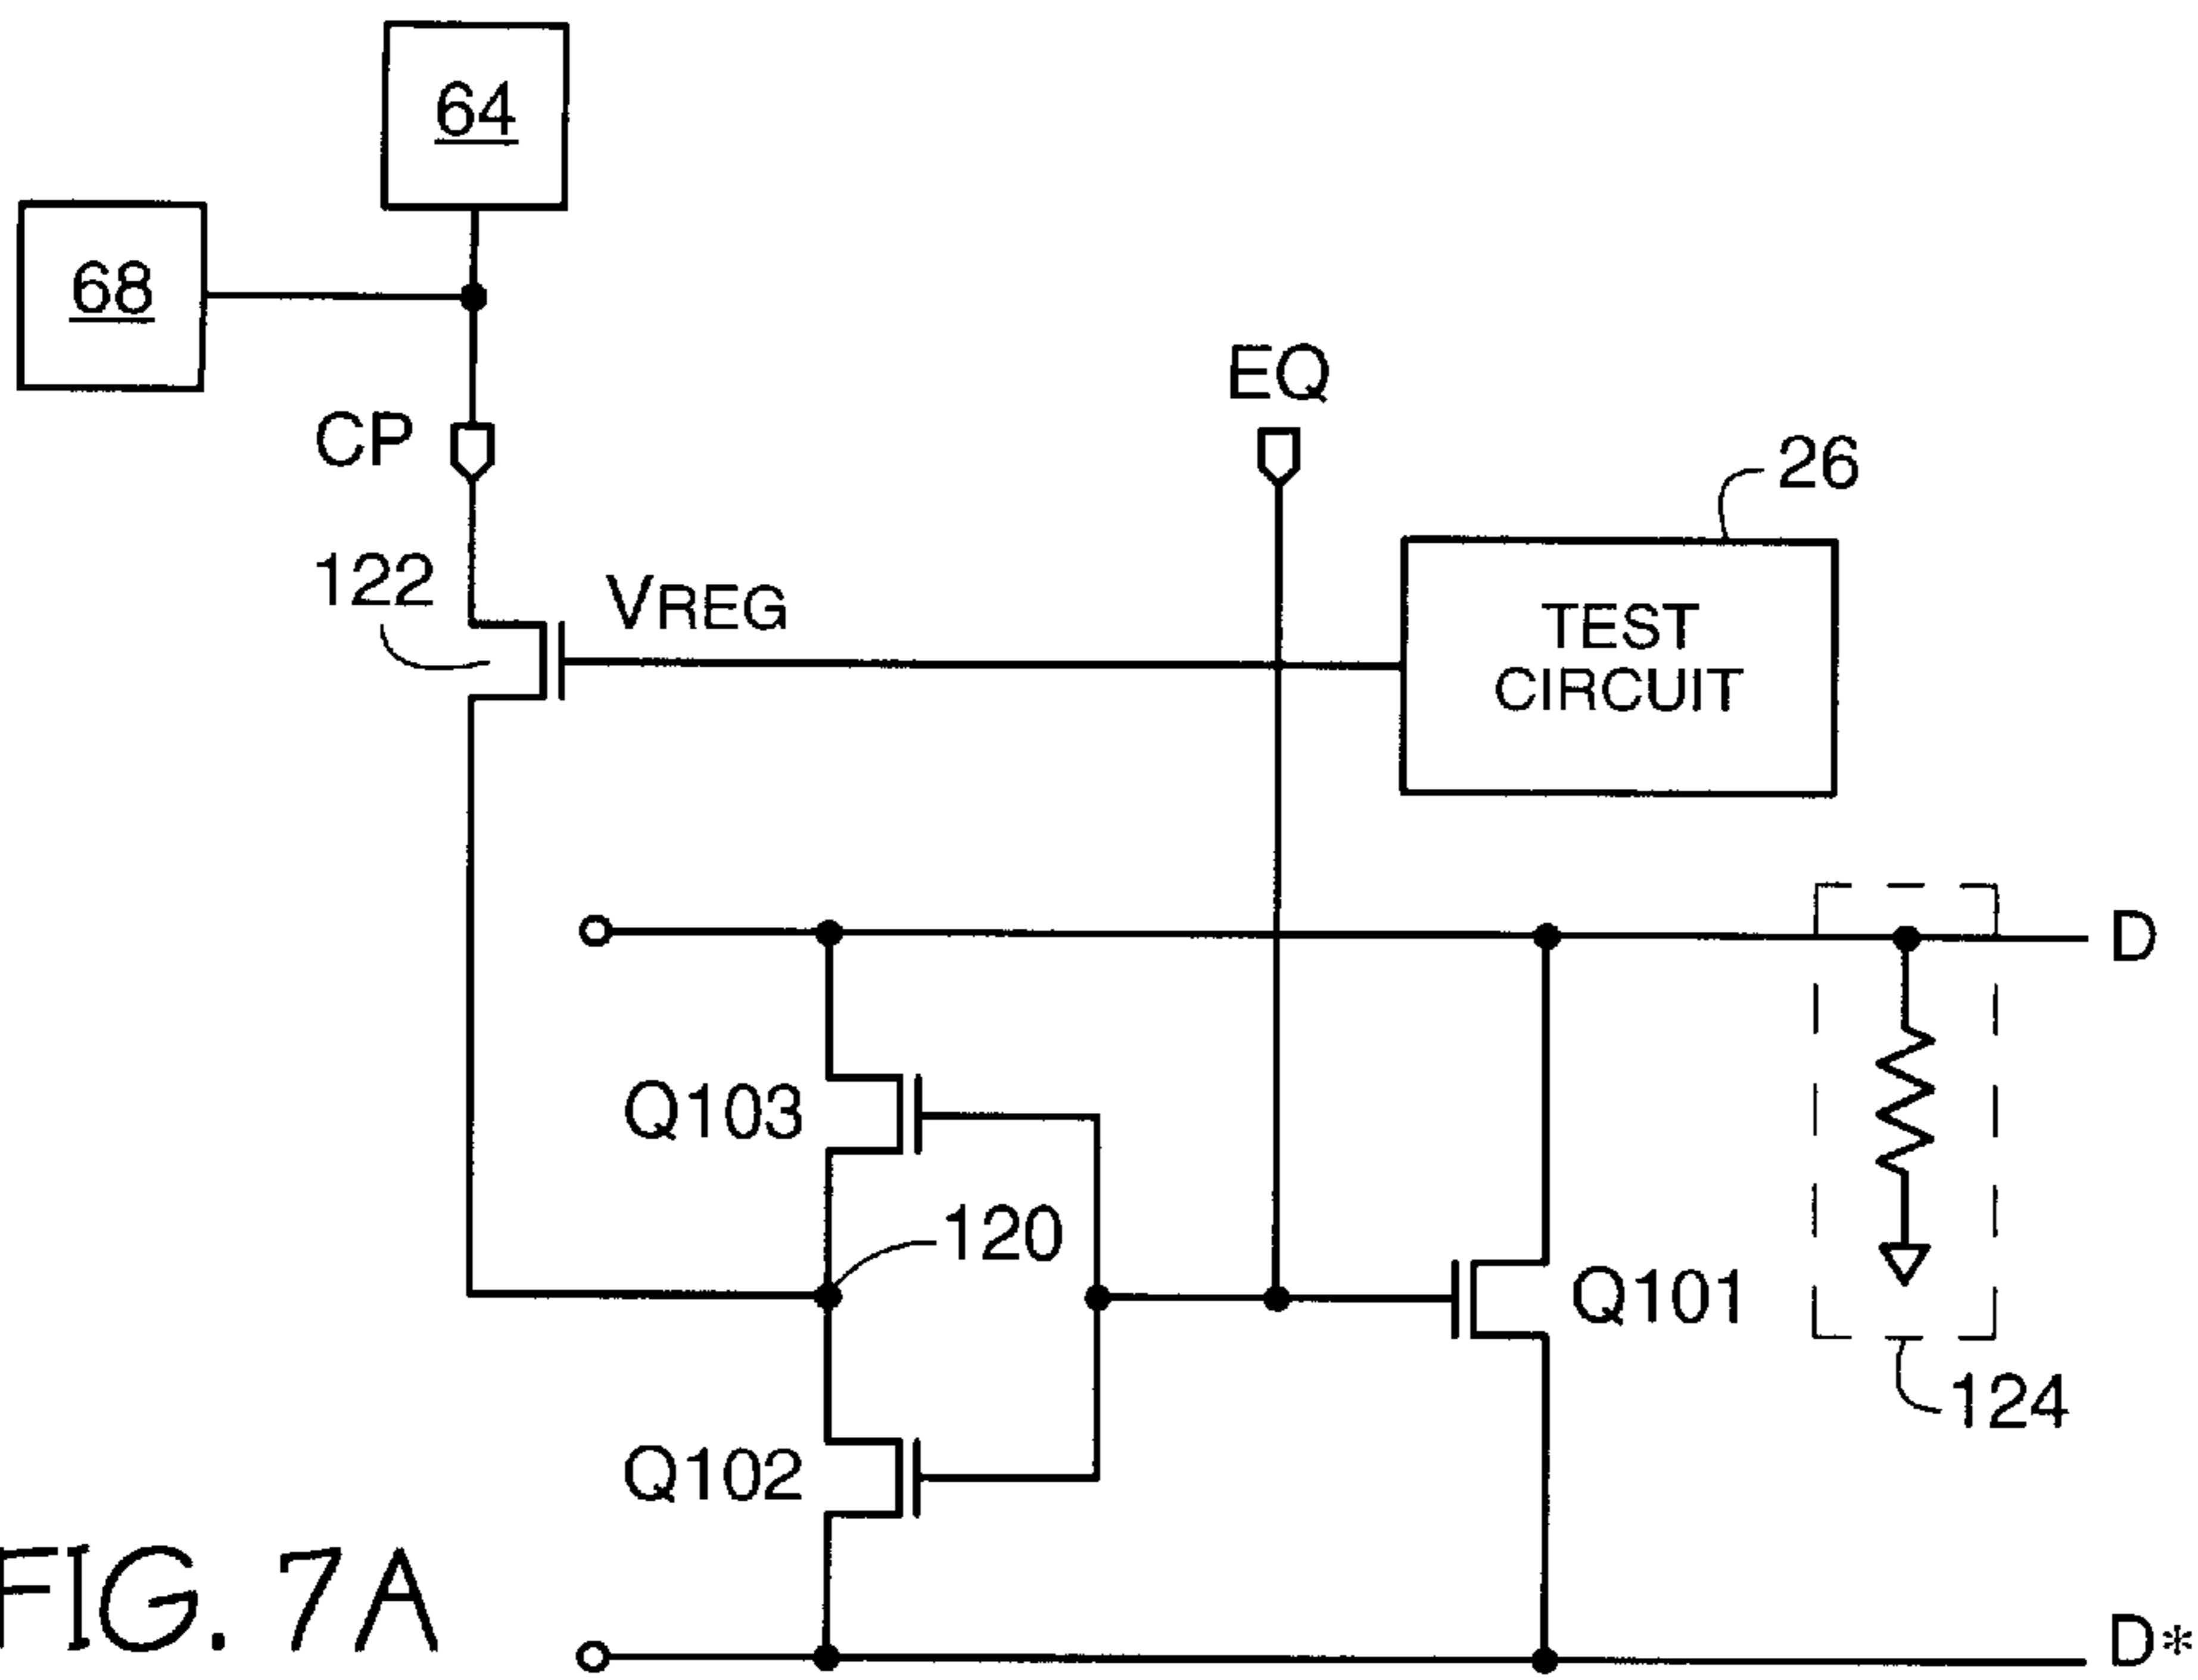 64
68
CP
EQ
26
122
VREG
TEST
CIRCUIT
D
Q103
120
Q101
124
Q102
FIG. 7A
D*